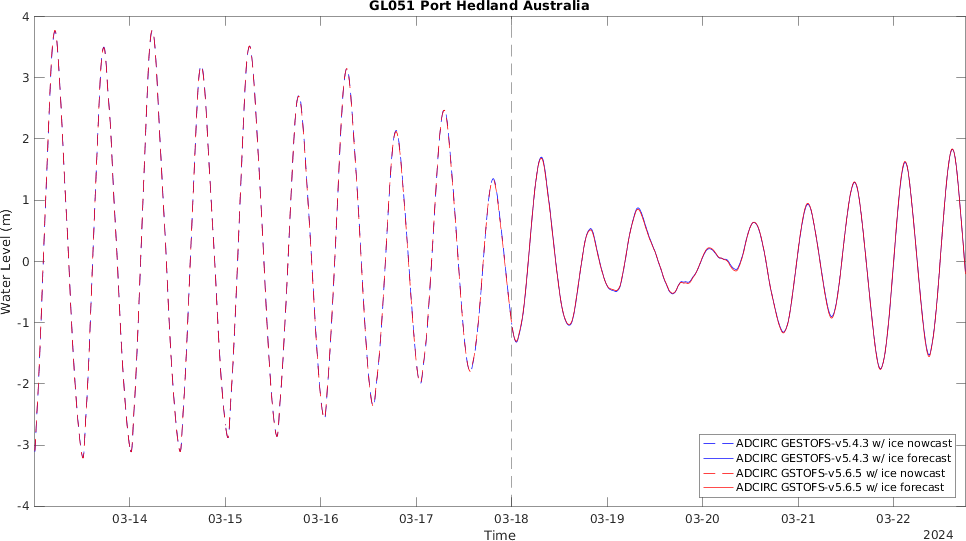 GL051 Port Hedland Australia
4
3
2
1
0
-1
-2
-3
-4
Water Level (m)
03-14 03-15 03-16 03-17 03-18 03-19 03-20 03-21 03-22
Time
2024
ADCIRC GESTOFS-v5.4.3 w/ ice nowcast
ADCIRC GESTOFS-v5.4.3 w/ ice forecast
ADCIRC GSTOFS-v5.6.5 w/ ice nowcast
ADCIRC GSTOFS-v5.6.5 w/ ice forecast